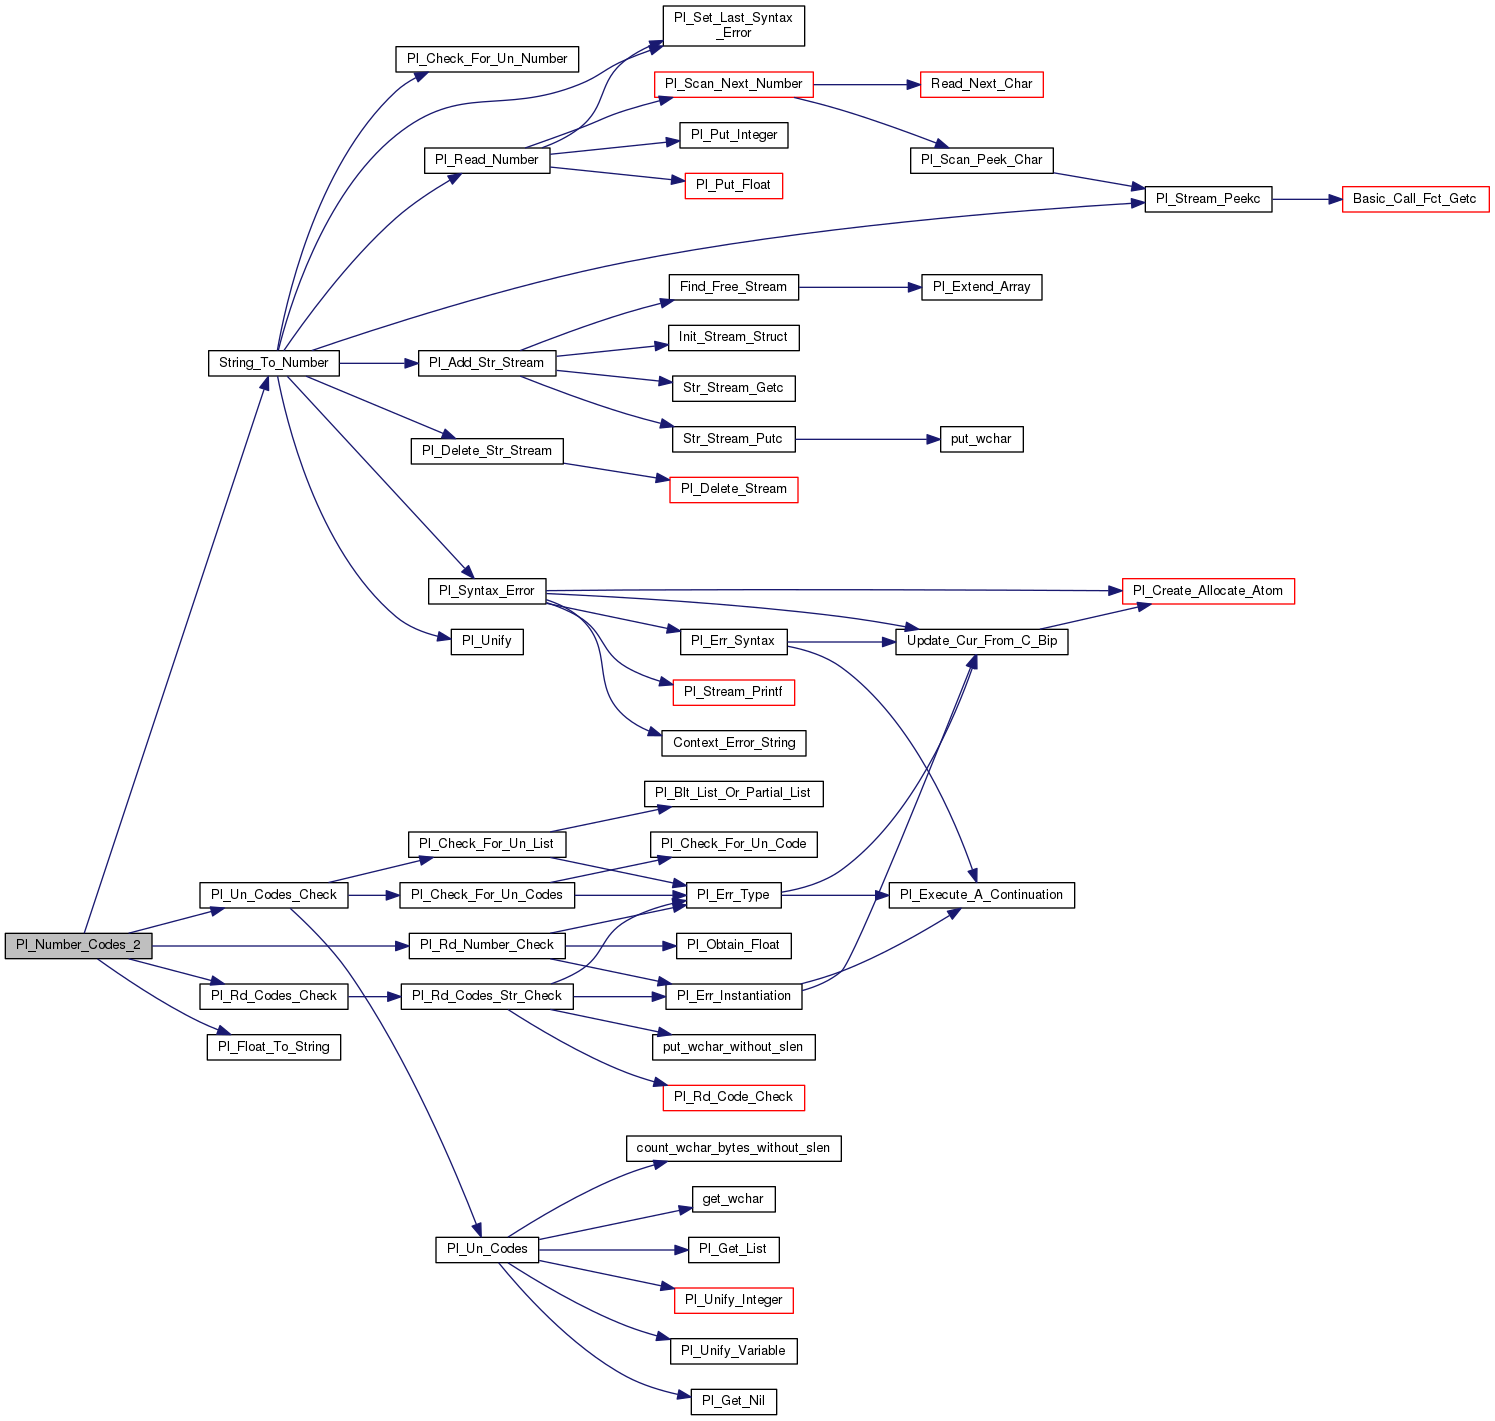 Pl_Set_Last_Syntax
_Error
Pl_Check_For_Un_Number
Pl_Scan_Next_Number
Read_Next_Char
Pl_Put_Integer
Pl_Read_Number
Pl_Scan_Peek_Char
Pl_Put_Float
Pl_Stream_Peekc
Basic_Call_Fct_Getc
Find_Free_Stream
Pl_Extend_Array
Init_Stream_Struct
String_To_Number
Pl_Add_Str_Stream
Str_Stream_Getc
Str_Stream_Putc
put_wchar
Pl_Delete_Str_Stream
Pl_Delete_Stream
Pl_Syntax_Error
Pl_Create_Allocate_Atom
Pl_Unify
Pl_Err_Syntax
Update_Cur_From_C_Bip
Pl_Stream_Printf
Context_Error_String
Pl_Blt_List_Or_Partial_List
Pl_Check_For_Un_List
Pl_Check_For_Un_Code
Pl_Un_Codes_Check
Pl_Check_For_Un_Codes
Pl_Err_Type
Pl_Execute_A_Continuation
Pl_Number_Codes_2
Pl_Rd_Number_Check
Pl_Obtain_Float
Pl_Rd_Codes_Check
Pl_Rd_Codes_Str_Check
Pl_Err_Instantiation
Pl_Float_To_String
put_wchar_without_slen
Pl_Rd_Code_Check
count_wchar_bytes_without_slen
get_wchar
Pl_Un_Codes
Pl_Get_List
Pl_Unify_Integer
Pl_Unify_Variable
Pl_Get_Nil